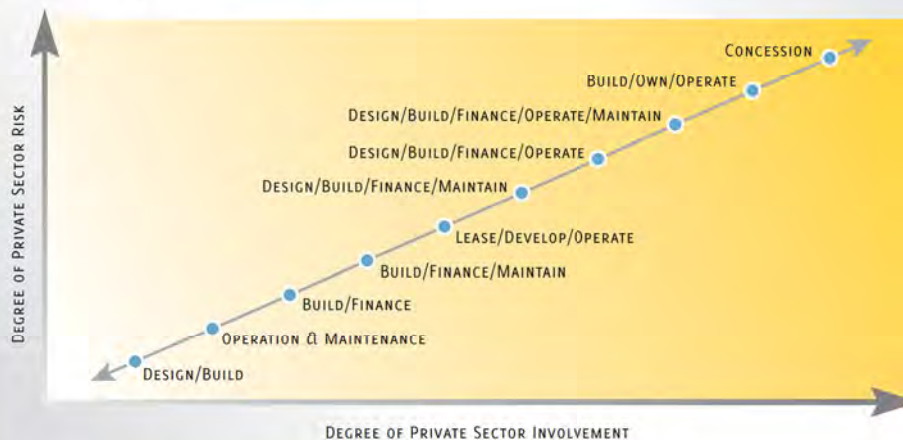 CONCESSION
BUILD/OWN/OPERATE
DESIGN/BUILD/FINANCE/OPERATE/MAINTAIN
DESIGN/BUILD/FINANCE/OPERATE
DESIGN/BUILD/FINANCE/MAINTAIN
LEASE/DEVELOP/OPERATE
BUILD/FINANCE/MAINTAIN
BUILD/FINANCE
OPERATION & MAINTENANCE
DESIGN/BUILD
DEGREE OF PRIVATE SECTOR RISK
DEGREE OF PRIVATE SECTOR INVOLVEMENT